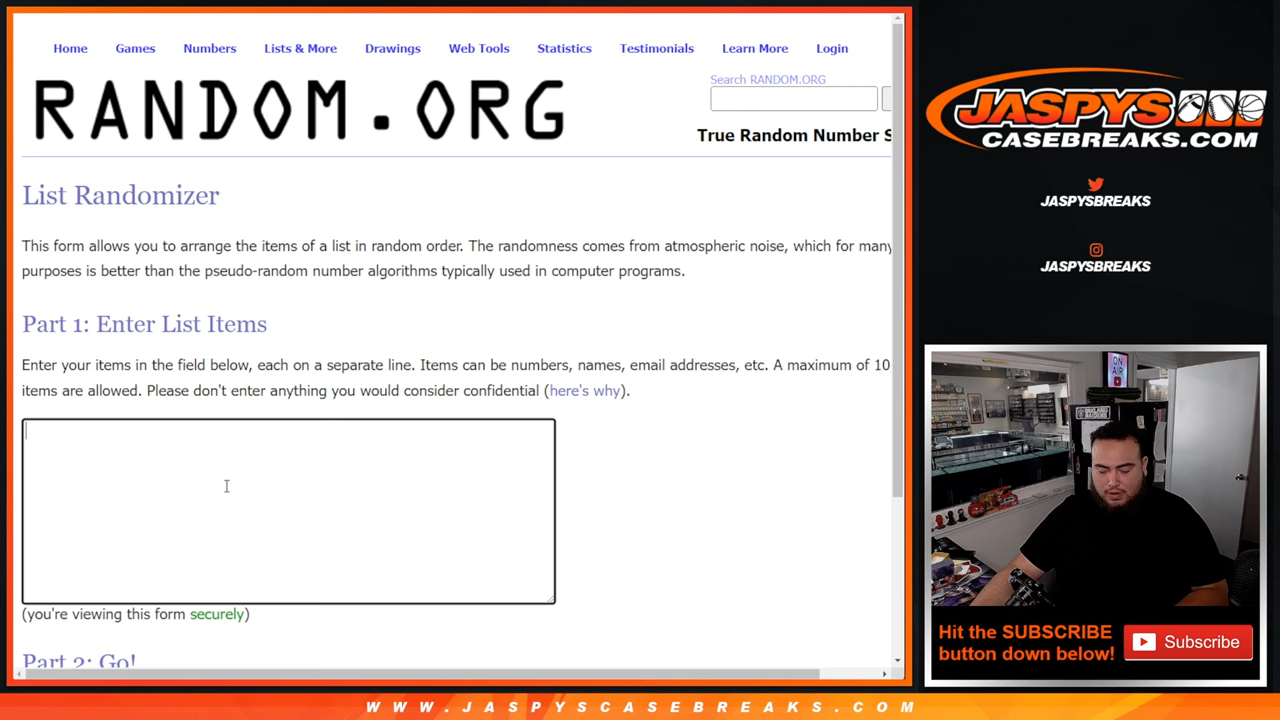 Home Games Numbers Lists & More Drawings Web Tools Statistics Testimonials Learn More Login
RANDOM.ORG
Search RANDOM.ORG
True Random Number S
List Randomizer
This form allows you to arrange the items of a list in random order. The randomness comes from atmospheric noise, which for many
purposes is better than the pseudo-random number algorithms typically used in computer programs.
Part 1: Enter List Items
Enter your items in the field below, each on a separate line. Items can be numbers, names, email addresses, etc. A maximum of 10
items are allowed. Please don't enter anything you would consider confidential (here's why).
(you're viewing this form securely)
Part 2: Go!
JASPYS
CASEBREAKS.COM
JASPYSBREAKS
JASPYSBREAKS
ON
AIR
OAKLAND
RAIDERS
Hit the SUBSCRIBE
button down below!
Subscribe
WWW.JASPYSCASEBREAKS.COM